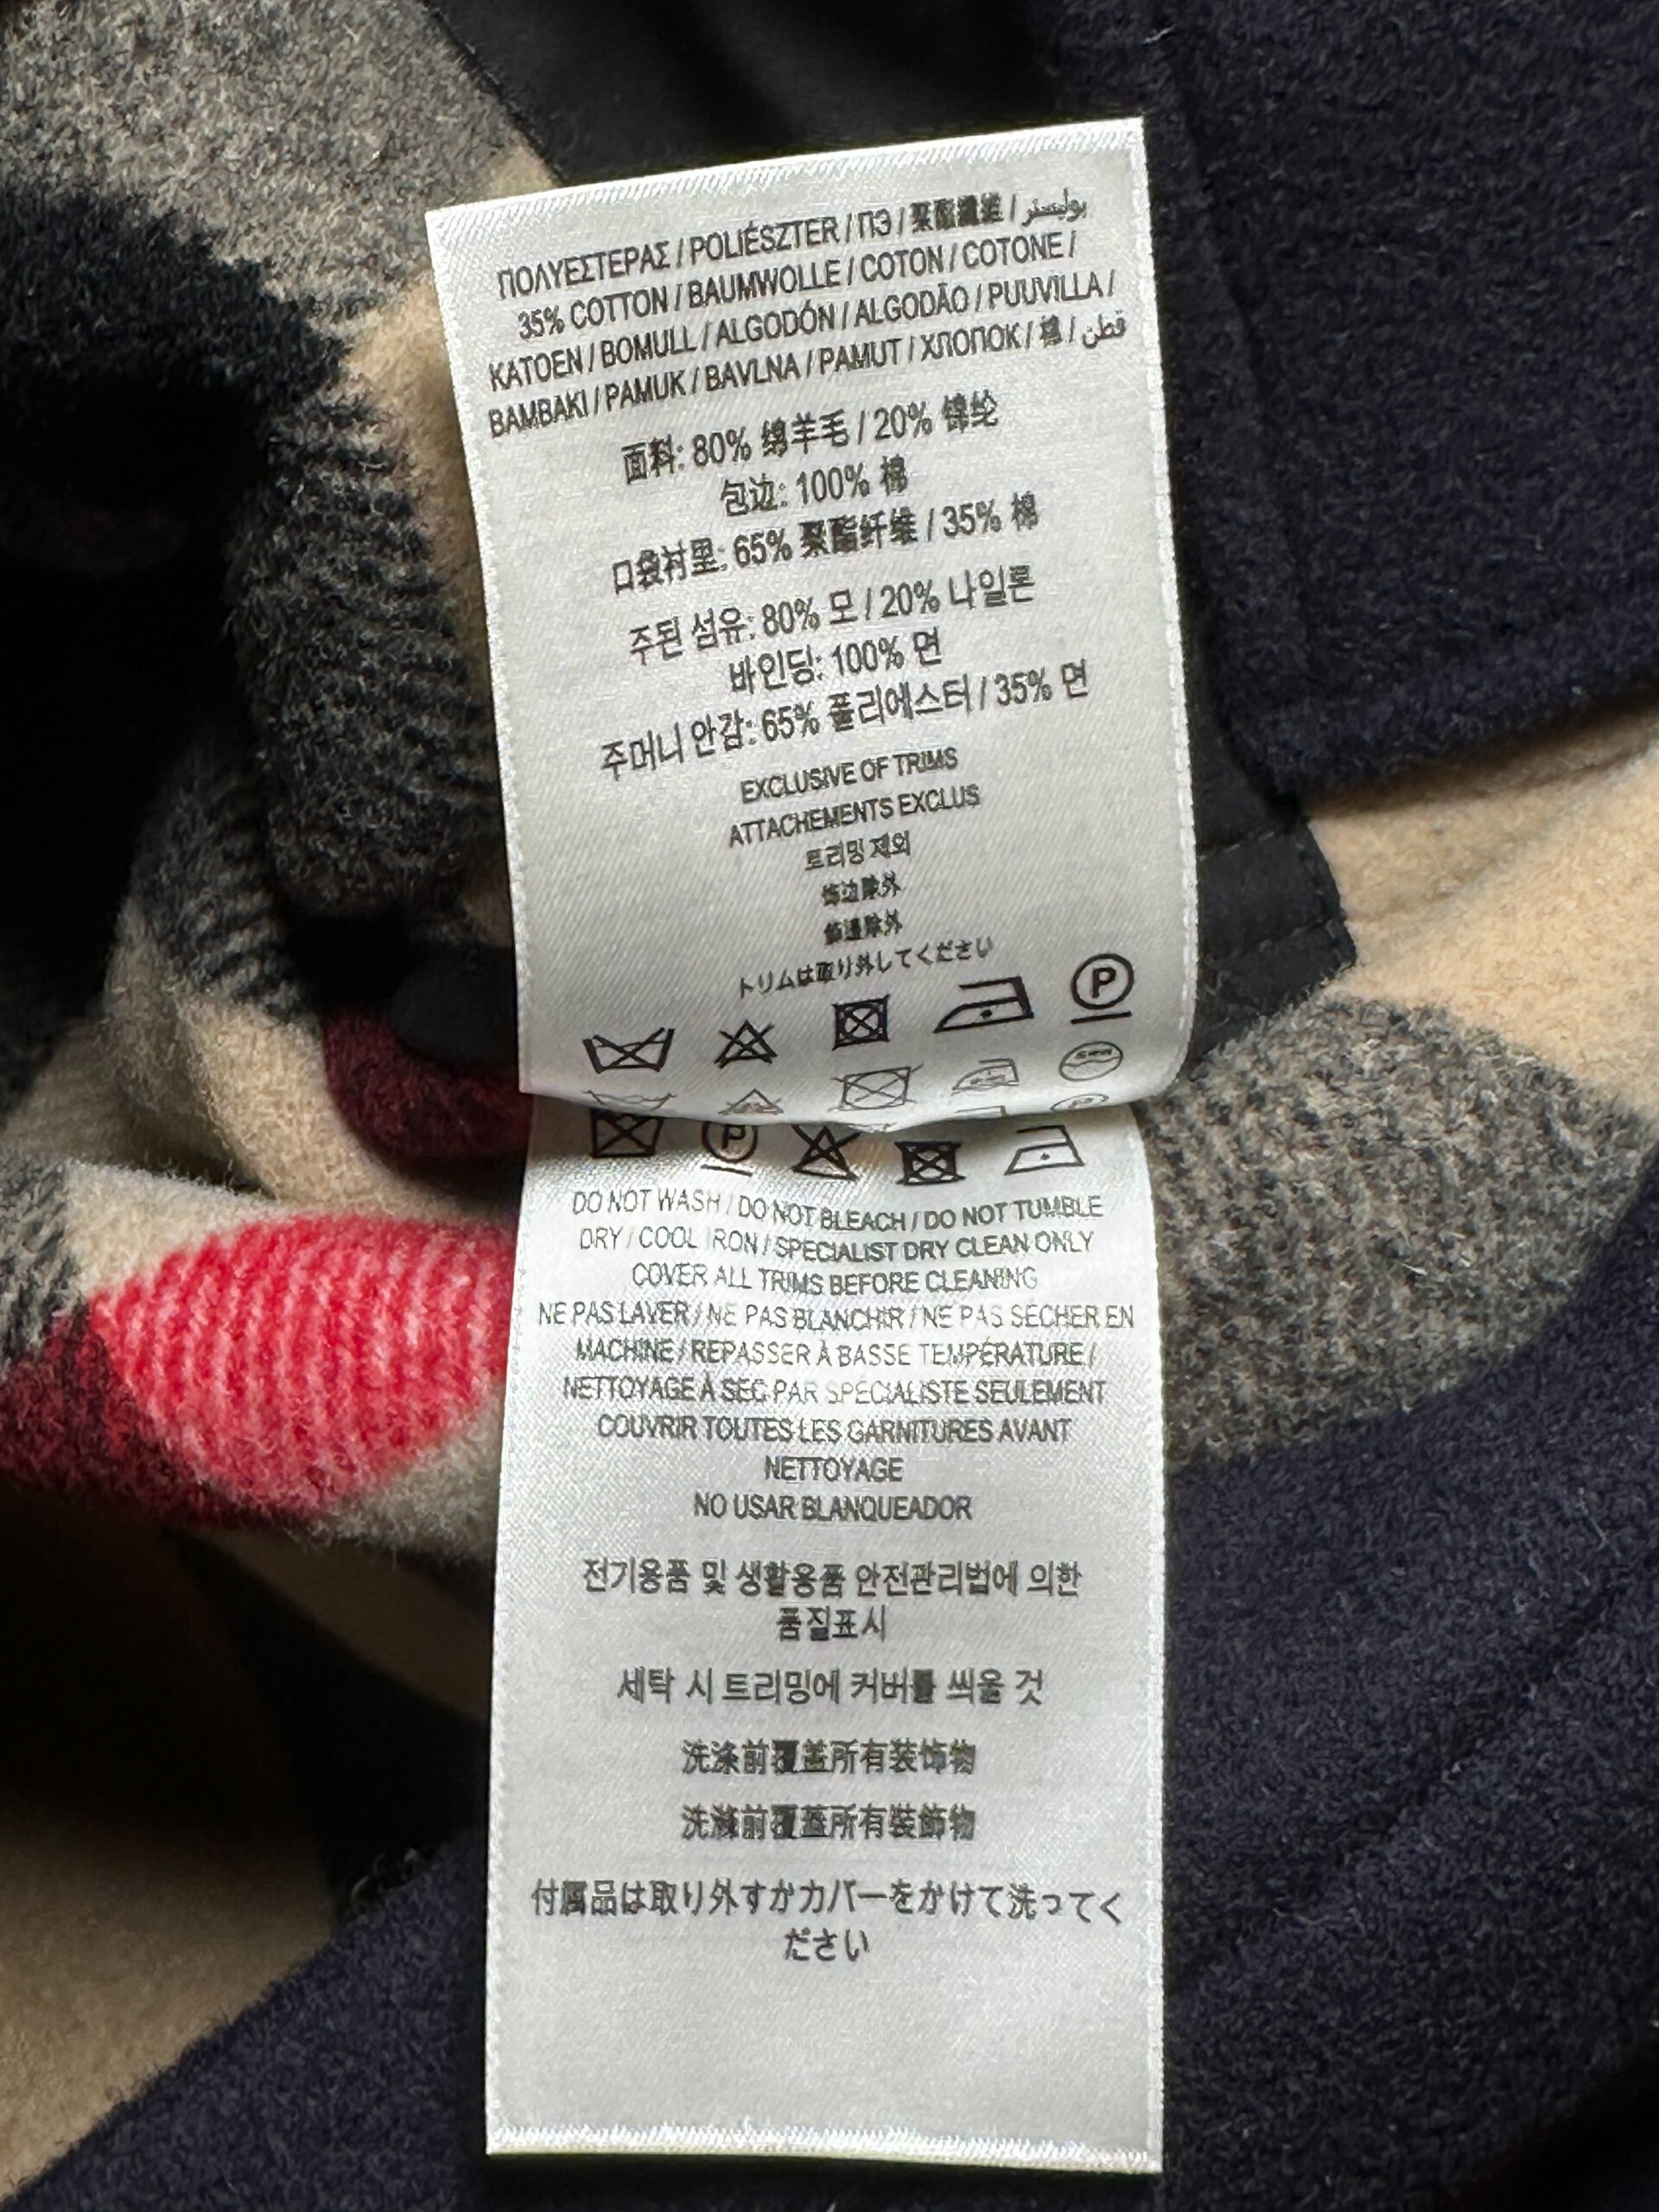 ΠΟΛΥΕΣΤΕΡΑΣ / POLIÉSZTER / ПЭ / 聚酯纖維 / بوليستر
35% COTTON / BAUMWOLLE / COTON / COTONE /
KATOEN / BOMULL / ALGODÓN / ALGODÃO / PUUVILLA /
BAMBAKI / PAMUK / BAVLNA / PAMUT / ХЛОПОК / 棉 / قطن
面料: 80% 绵羊毛 / 20% 锦纶
包边: 100% 棉
口袋衬里: 65% 聚酯纤维 / 35% 棉
주된 섬유: 80% 모 / 20% 나일론
바인딩: 100% 면
주머니 안감: 65% 폴리에스터 / 35% 면
EXCLUSIVE OF TRIMS
ATTACHEMENTS EXCLUS
트리밍 제외
饰边除外
飾邊除外
トリムは取り外してください
P
P
DO NOT WASH / DO NOT BLEACH / DO NOT TUMBLE
DRY / COOL IRON / SPECIALIST DRY CLEAN ONLY
COVER ALL TRIMS BEFORE CLEANING
NE PAS LAVER / NE PAS BLANCHIR / NE PAS SÉCHER EN
MACHINE / REPASSER À BASSE TEMPÉRATURE /
NETTOYAGE À SEC PAR SPÉCIALISTE SEULEMENT
COUVRIR TOUTES LES GARNITURES AVANT
NETTOYAGE
NO USAR BLANQUEADOR
전기용품 및 생활용품 안전관리법에 의한
품질표시
세탁 시 트리밍에 커버를 씌울 것
洗涤前覆盖所有装饰物
洗滌前覆蓋所有裝飾物
付属品は取り外すかカバーをかけて洗ってく
ださい